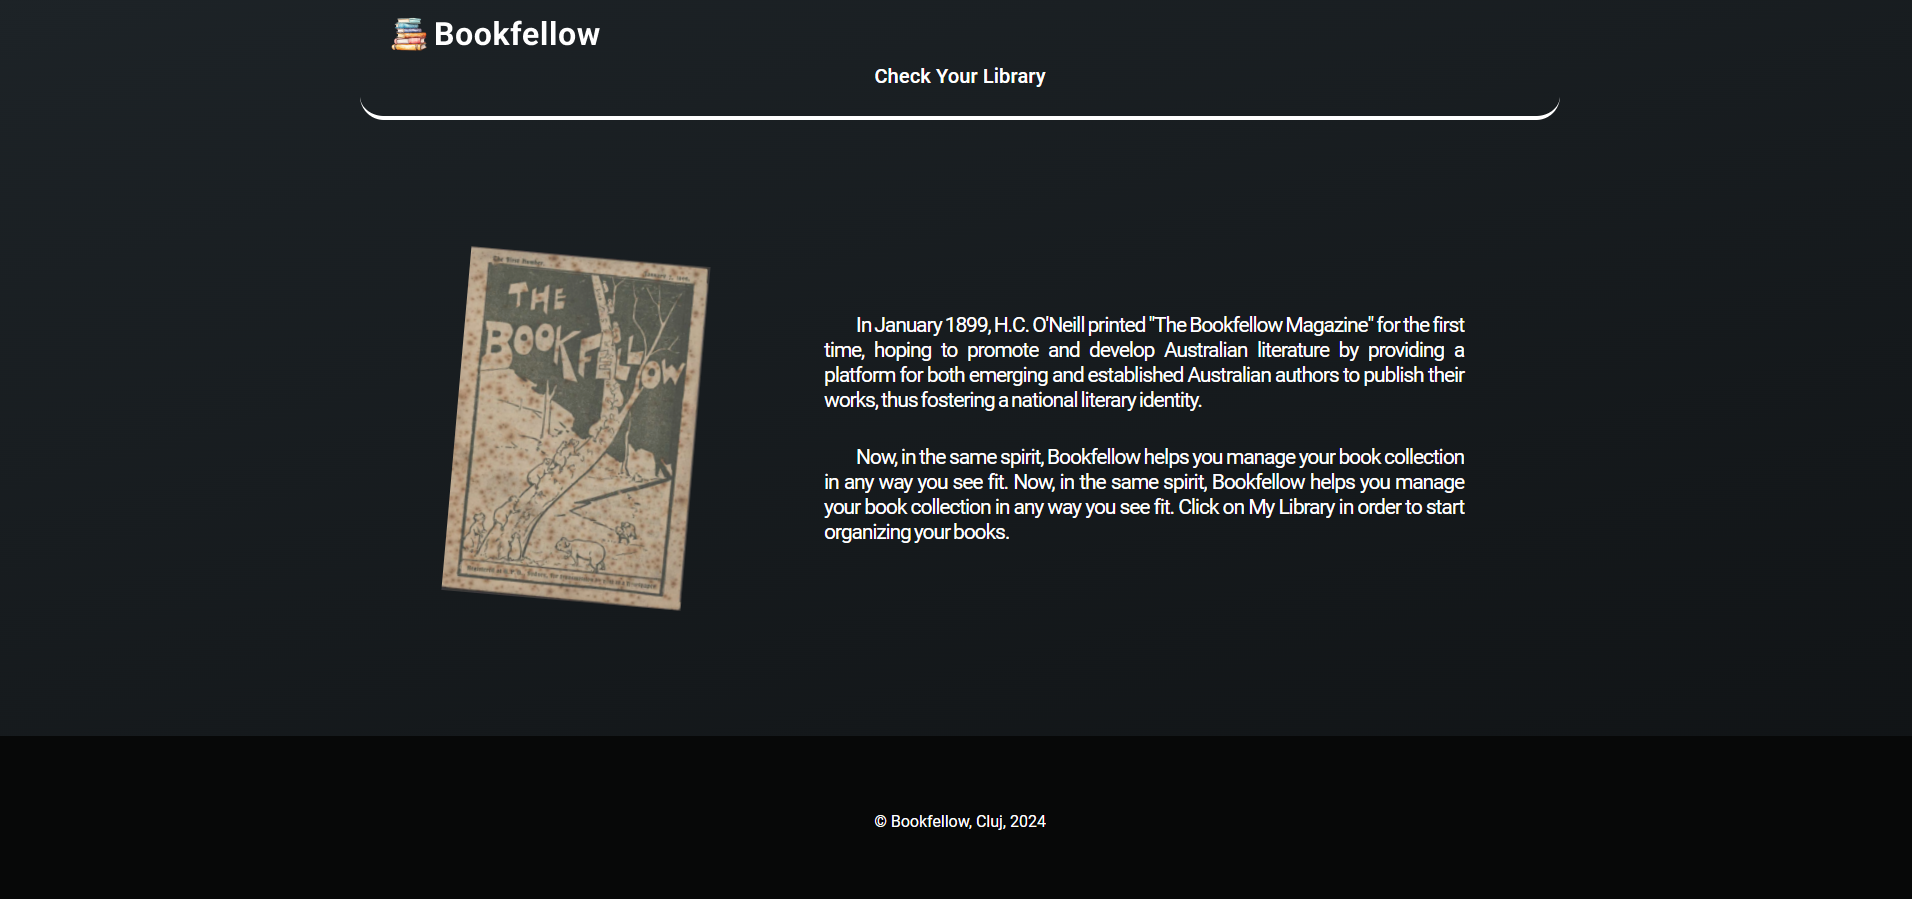 Bookfellow
Check Your Library
The First Number.
THE
BOOKFELLOW
In January 1899, H.C. O'Neill printed "The Bookfellow Magazine" for the first
time, hoping to promote and develop Australian literature by providing a
platform for both emerging and established Australian authors to publish their
works, thus fostering a national literary identity.
Now, in the same spirit, Bookfellow helps you manage your book collection
in any way you see fit. Now, in the same spirit, Bookfellow helps you manage
your book collection in any way you see fit. Click on My Library in order to start
organizing your books.
© Bookfellow, Cluj, 2024